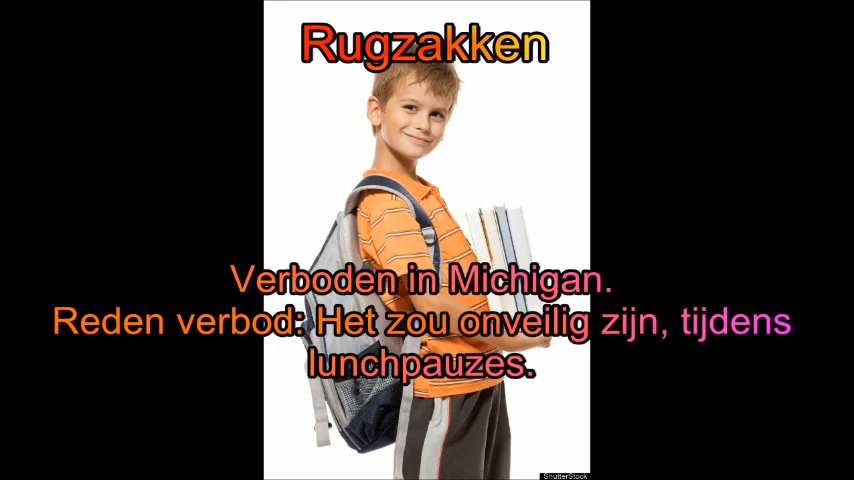 Rugzakken
Verboden in Michigan.
Reden verbod: Het zou onveilig zijn, tijdens
lunchpauzes.
ShutterStock